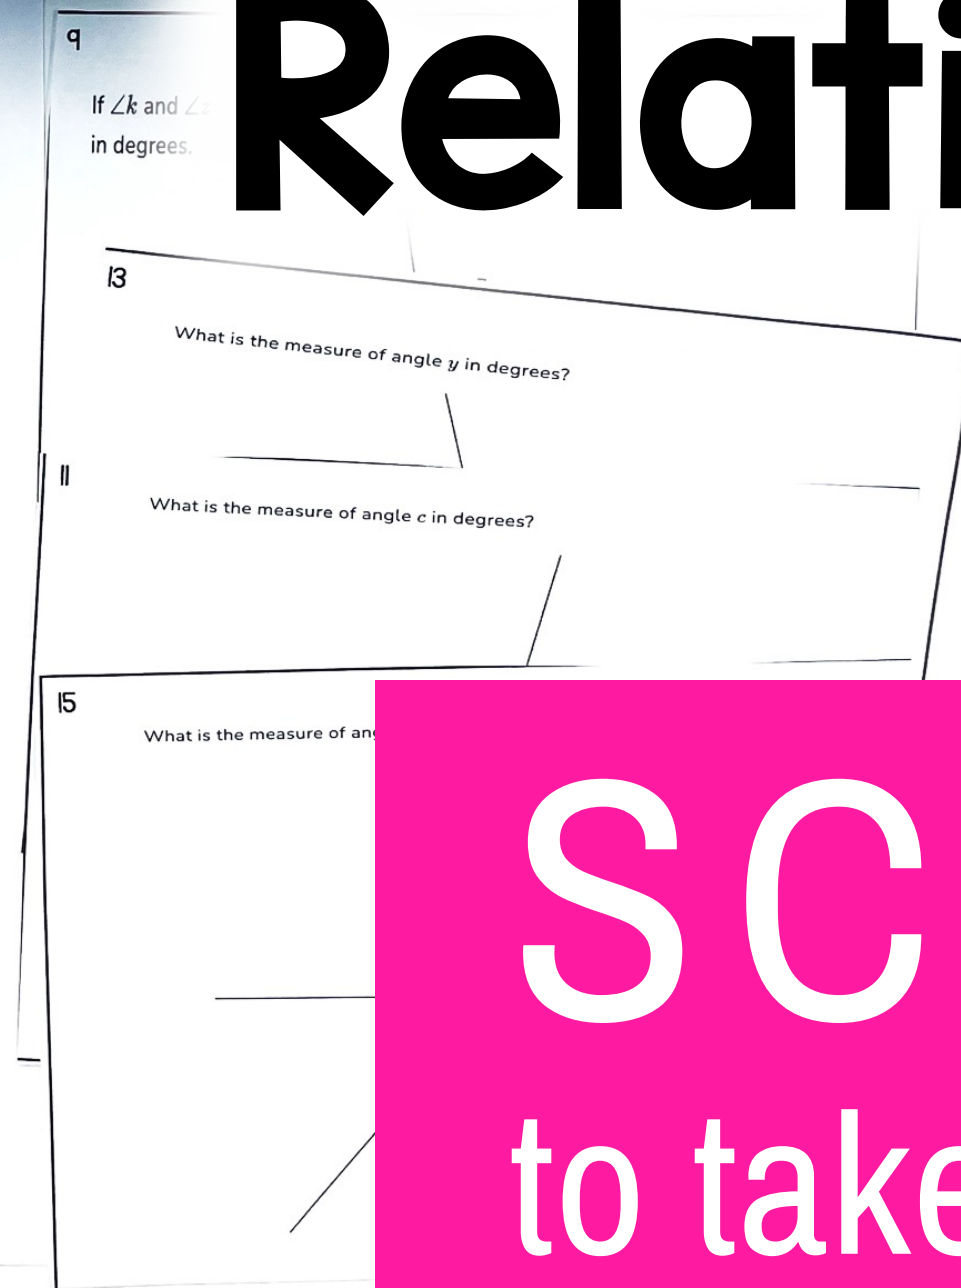 Relati
9
If ∠k and
in degrees.
13
What is the measure of angle y in degrees?
11
What is the measure of angle c in degrees?
15
What is the measure of ang
SC
to take